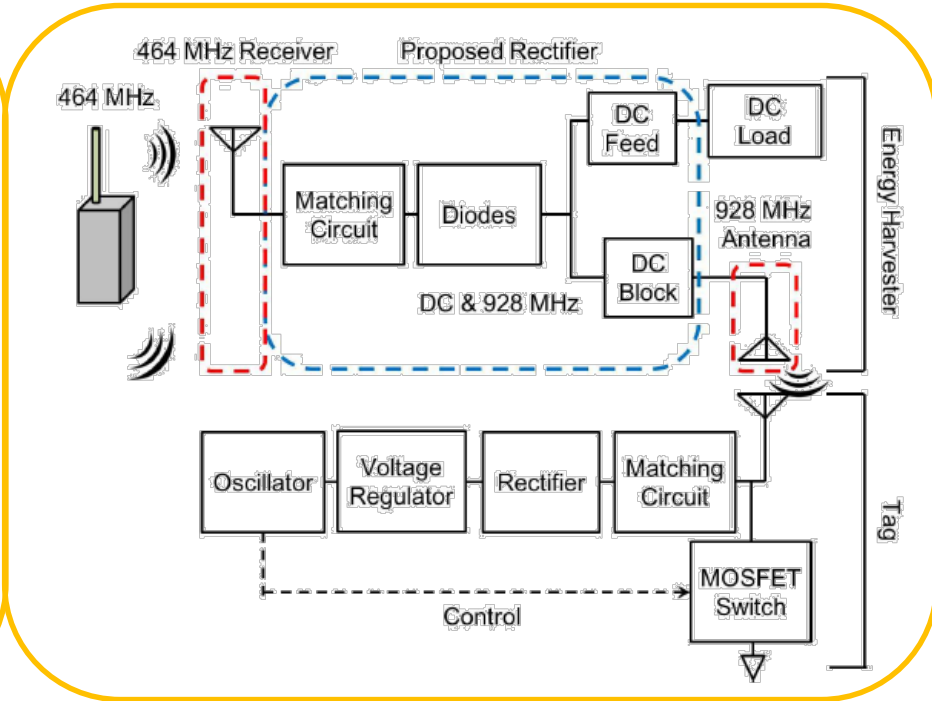 464 MHz Receiver
Proposed Rectifier
464 MHz
DC
Feed
DC
Load
Energy Harvester
Matching
Circuit
Diodes
928 MHz
Antenna
DC
Block
DC & 928 MHz
Oscillator
Voltage
Regulator
Rectifier
Matching
Circuit
Tag
MOSFET
Switch
Control